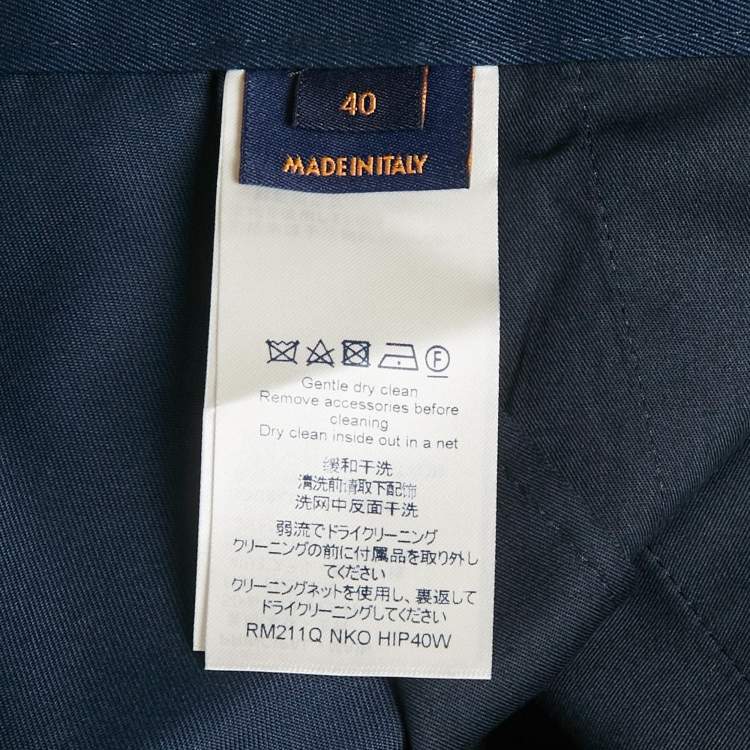 40
MADE IN ITALY
F
Gentle dry clean
Remove accessories before
cleaning
Dry clean inside out in a net
缓和干洗
清洗前请取下配饰
洗网中反面干洗
弱流でドライクリーニング
クリーニングの前に付属品を取り外し
てください
クリーニングネットを使用し、裏返して
ドライクリーニングしてください
RM211Q NKO HIP40W